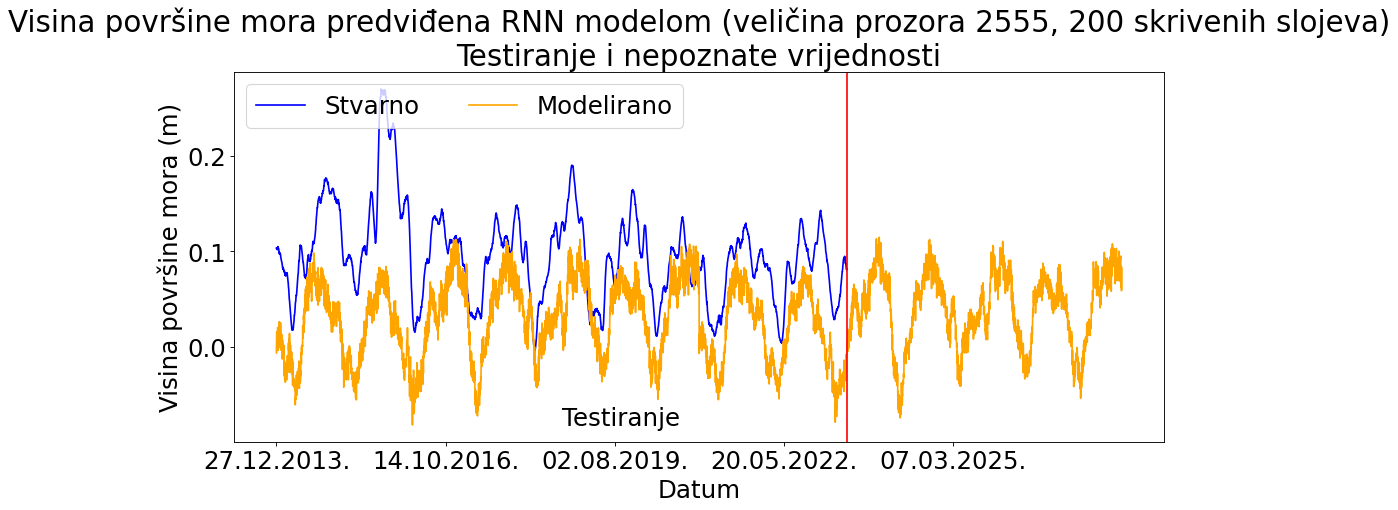 Visina površine mora predviđena RNN modelom (veličina prozora 2555, 200 skrivenih slojeva)
Testiranje i nepoznate vrijednosti
Stvarno
Modelirano
Visina površine mora (m)
0.2
0.1
0.0
Testiranje
27.12.2013.
14.10.2016.
02.08.2019.
20.05.2022.
07.03.2025.
Datum